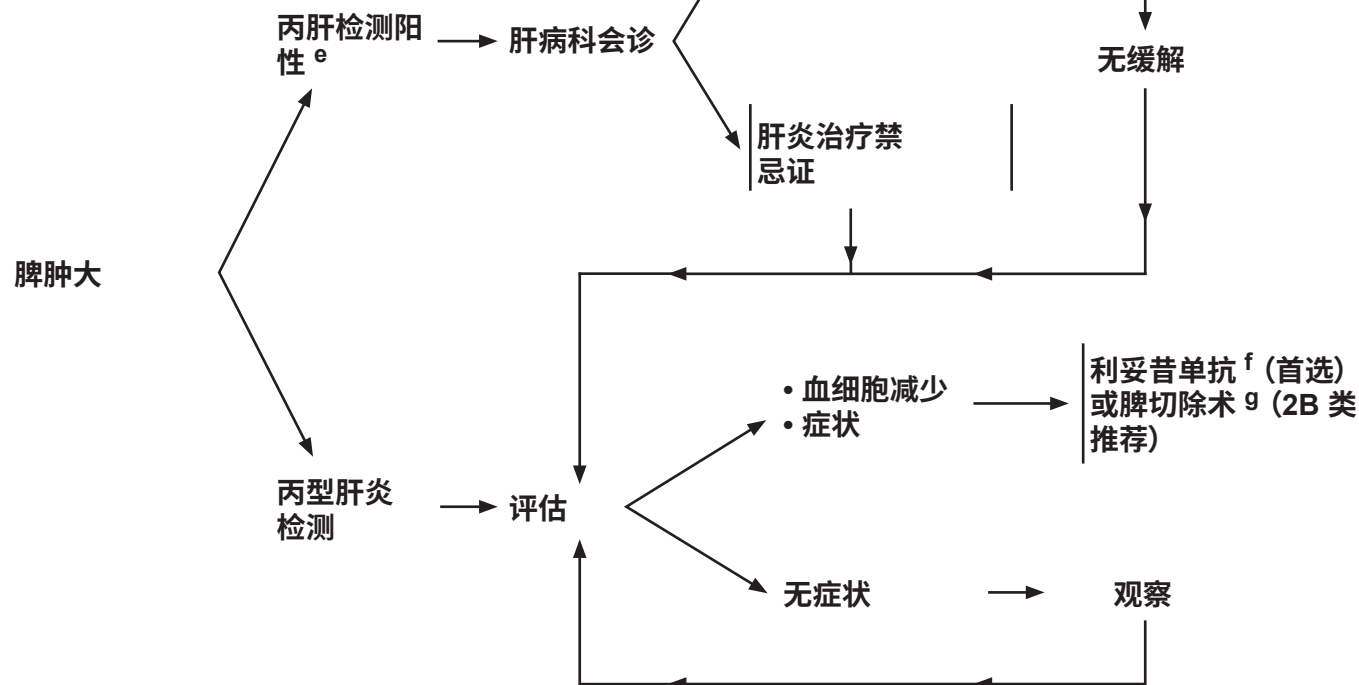 丙肝检测阳
性 e
肝病科会诊
无缓解
肝炎治疗禁
忌证
脾肿大
• 血细胞减少
• 症状
利妥昔单抗 f（首选）
或脾切除术 g（2B 类
推荐）
丙型肝炎
检测
评估
无症状
观察